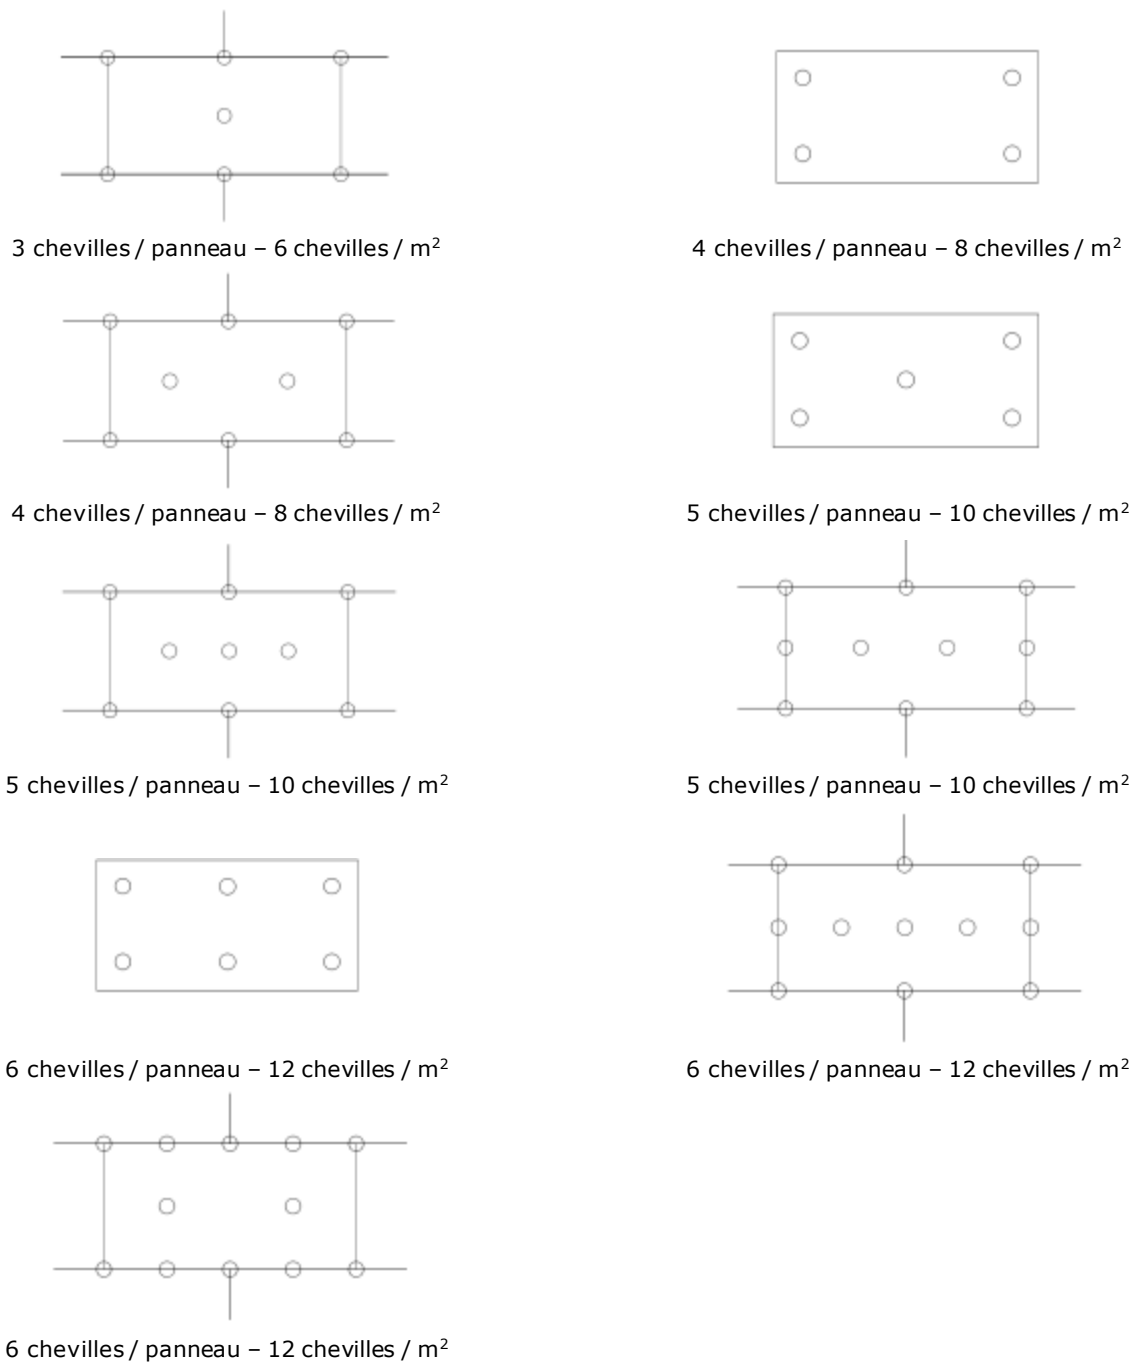 3 chevilles / panneau – 6 chevilles / m²
4 chevilles / panneau – 8 chevilles / m²
4 chevilles / panneau – 8 chevilles / m²
5 chevilles / panneau – 10 chevilles / m²
5 chevilles / panneau – 10 chevilles / m²
5 chevilles / panneau – 10 chevilles / m²
6 chevilles / panneau – 12 chevilles / m²
6 chevilles / panneau – 12 chevilles / m²
6 chevilles / panneau – 12 chevilles / m²